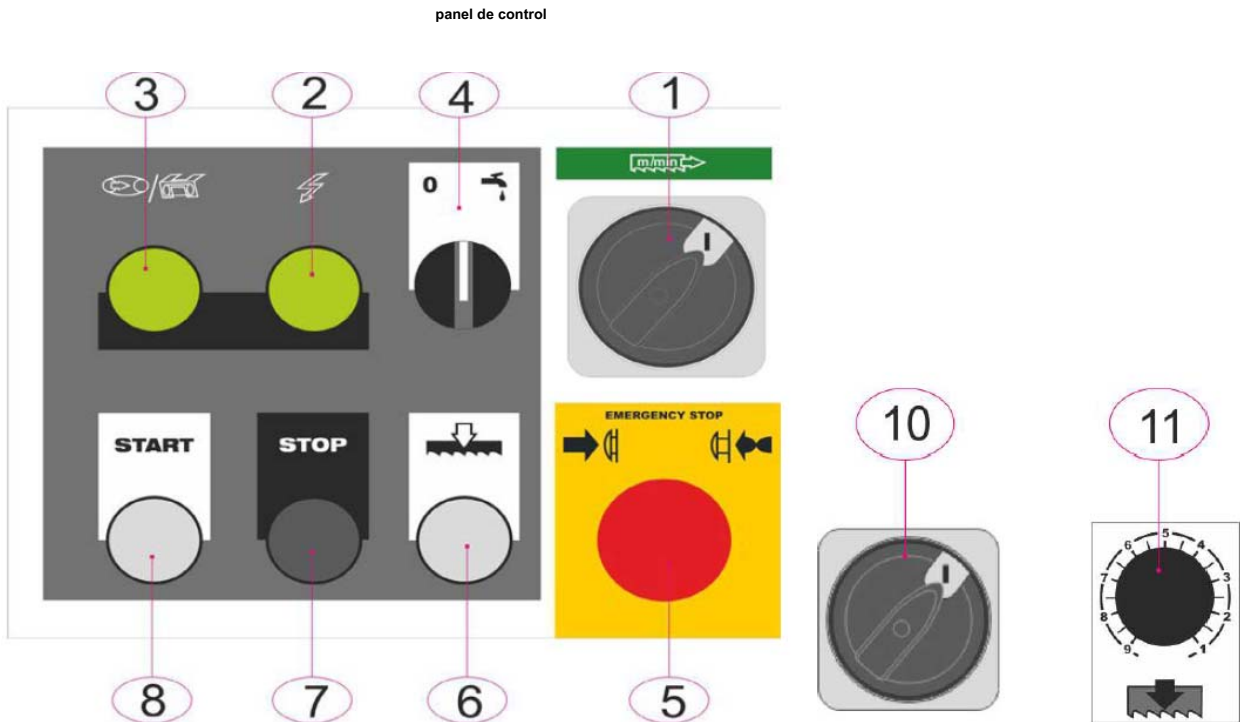 panel de control
3 2 4 1
m/min
0
I
10 11
START STOP EMERGENCY STOP
I
5
6 4
7 3
8 2
9 1
8 7 6 5